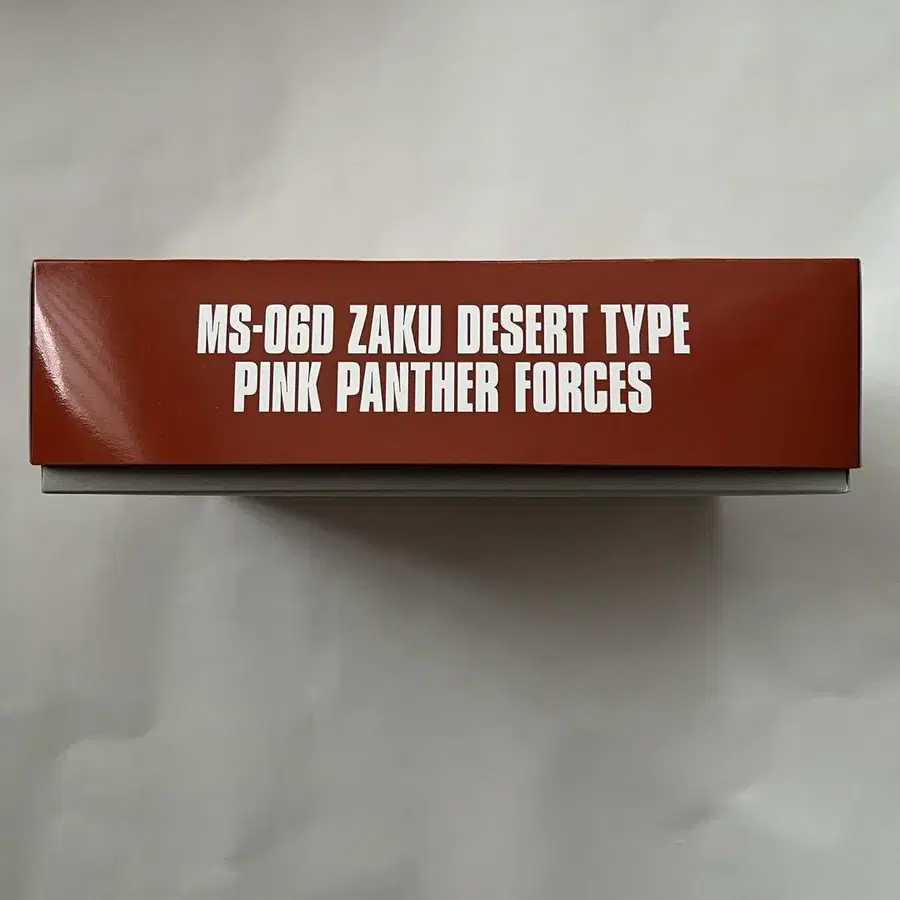 MS-06D ZAKU DESERT TYPE
PINK PANTHER FORCES